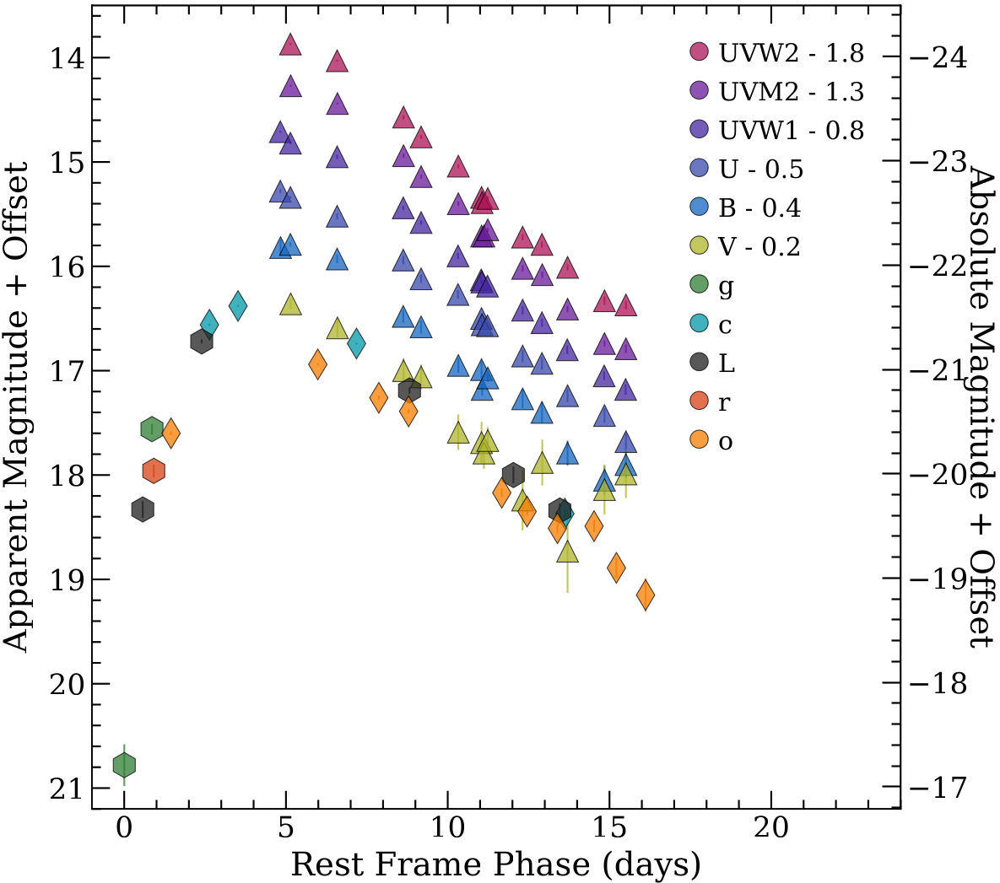 Apparent Magnitude + Offset
14
15
16
17
18
19
20
21
UVW2 - 1.8
UVM2 - 1.3
UVW1 - 0.8
U - 0.5
B - 0.4
V - 0.2
g
c
L
r
o
−24
−23
−22
−21
−20
−19
−18
−17
Absolute Magnitude + Offset
0
5
10
15
20
Rest Frame Phase (days)